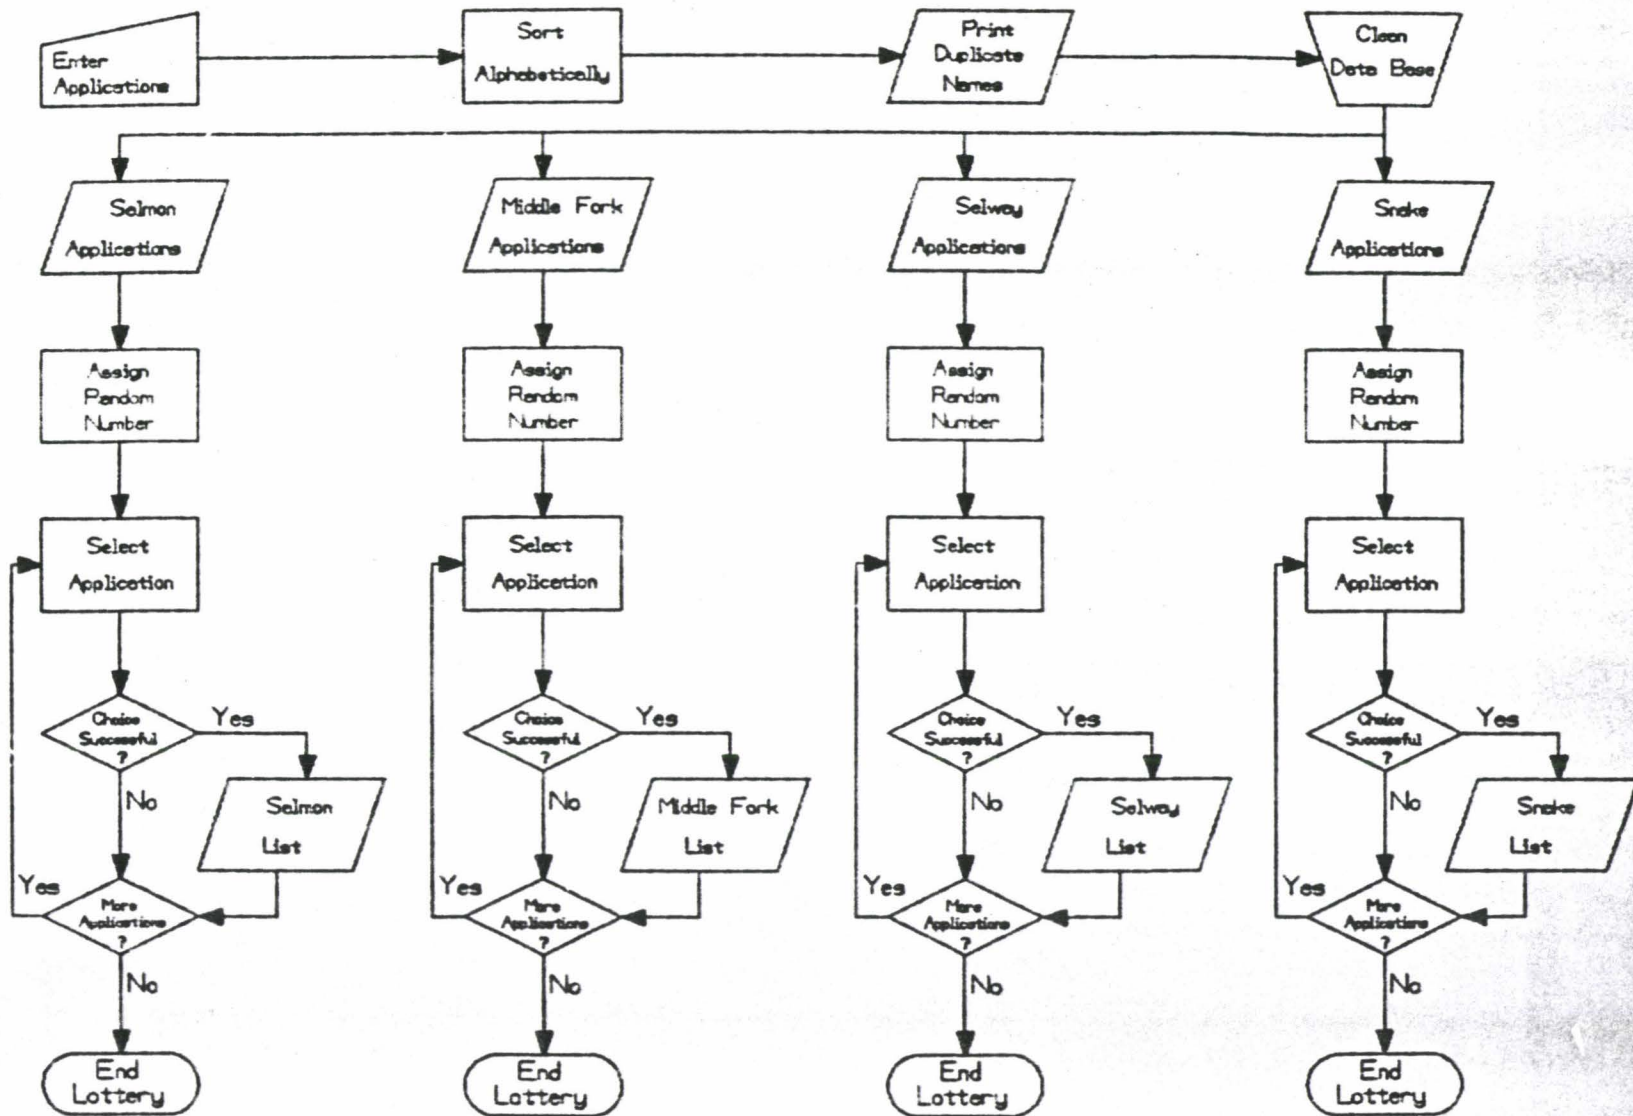 Enter
Applications
Sort
Alphabetically
Print
Duplicate
Names
Clean
Data Base
Salmon
Applications
Middle Fork
Applications
Selway
Applications
Snake
Applications
Assign
Random
Number
Assign
Random
Number
Assign
Random
Number
Assign
Random
Number
Select
Application
Select
Application
Select
Application
Select
Application
Choice
Successful
?
Yes
No
Choice
Successful
?
Yes
No
Choice
Successful
?
Yes
No
Choice
Successful
?
Yes
No
Salmon
List
Middle Fork
List
Selway
List
Snake
List
Yes
More
Applications
?
No
Yes
More
Applications
?
No
Yes
More
Applications
?
No
Yes
More
Applications
?
No
End
Lottery
End
Lottery
End
Lottery
End
Lottery